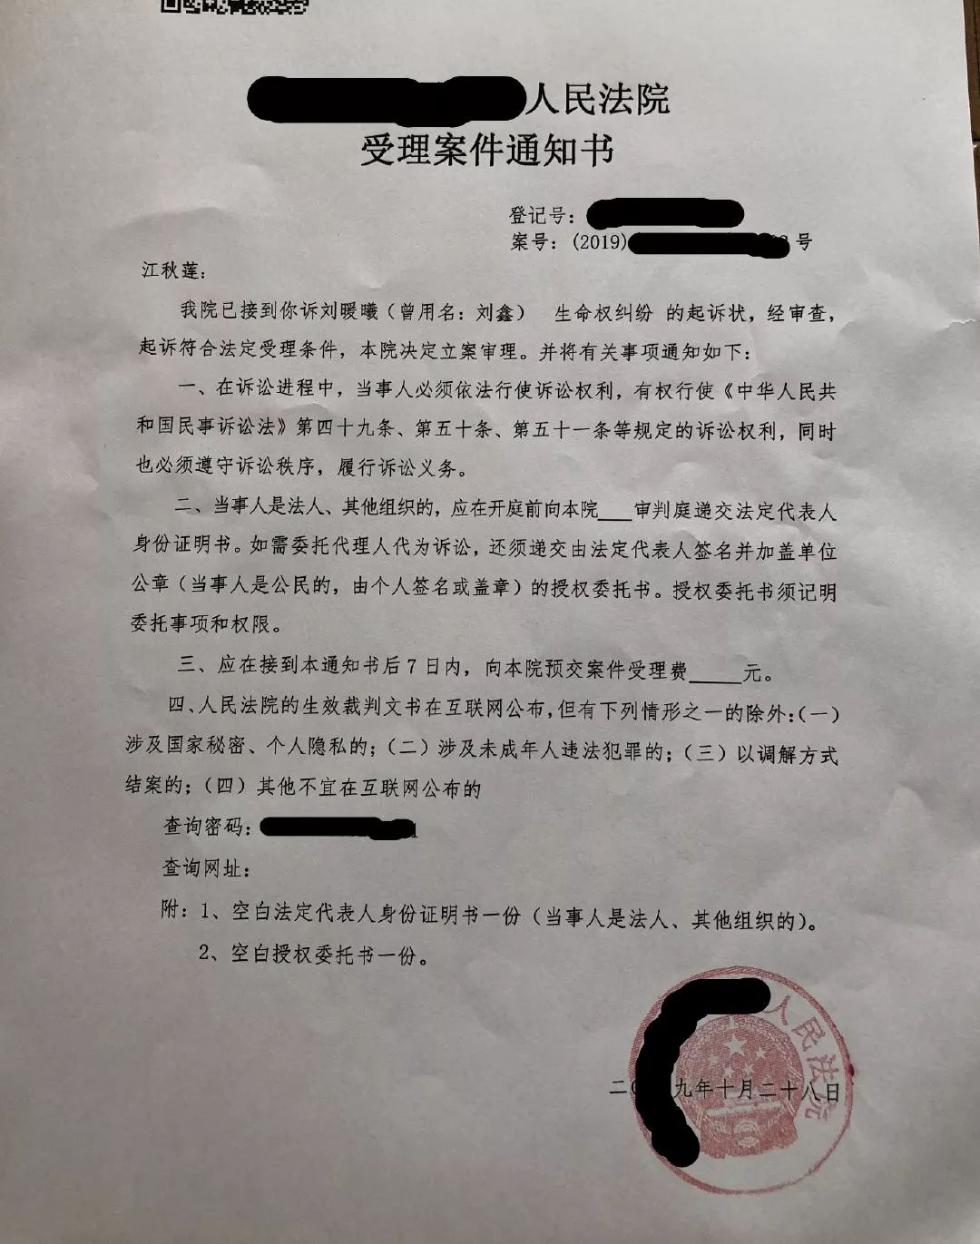 人民法院
受理案件通知书
登记号:
案号: (2019) 号
江秋莲:
我院已接到你诉刘暖曦（曾用名：刘鑫） 生命权纠纷 的起诉状，经审查，
起诉符合法定受理条件，本院决定立案审理。并将有关事项通知如下:
一、在诉讼进程中，当事人必须依法行使诉讼权利，有权行使《中华人民共
和国民事诉讼法》第四十九条、第五十条、第五十一条等规定的诉讼权利，同时
也必须遵守诉讼秩序，履行诉讼义务。
二、当事人是法人、其他组织的，应在开庭前向本院___审判庭递交法定代表人
身份证明书。如需委托代理人代为诉讼，还须递交由法定代表人签名并加盖单位
公章（当事人是公民的，由个人签名或盖章）的授权委托书。授权委托书须记明
委托事项和权限。
三、应在接到本通知书后7日内，向本院预交案件受理费_____元。
四、人民法院的生效裁判文书在互联网公布，但有下列情形之一的除外:(一)
涉及国家秘密、个人隐私的;(二)涉及未成年人违法犯罪的;(三)以调解方式
结案的;(四)其他不宜在互联网公布的
查询密码:
查询网址:
附: 1、空白法定代表人身份证明书一份（当事人是法人、其他组织的)。
2、空白授权委托书一份。
人民法院
二〇 九年十月二十八日